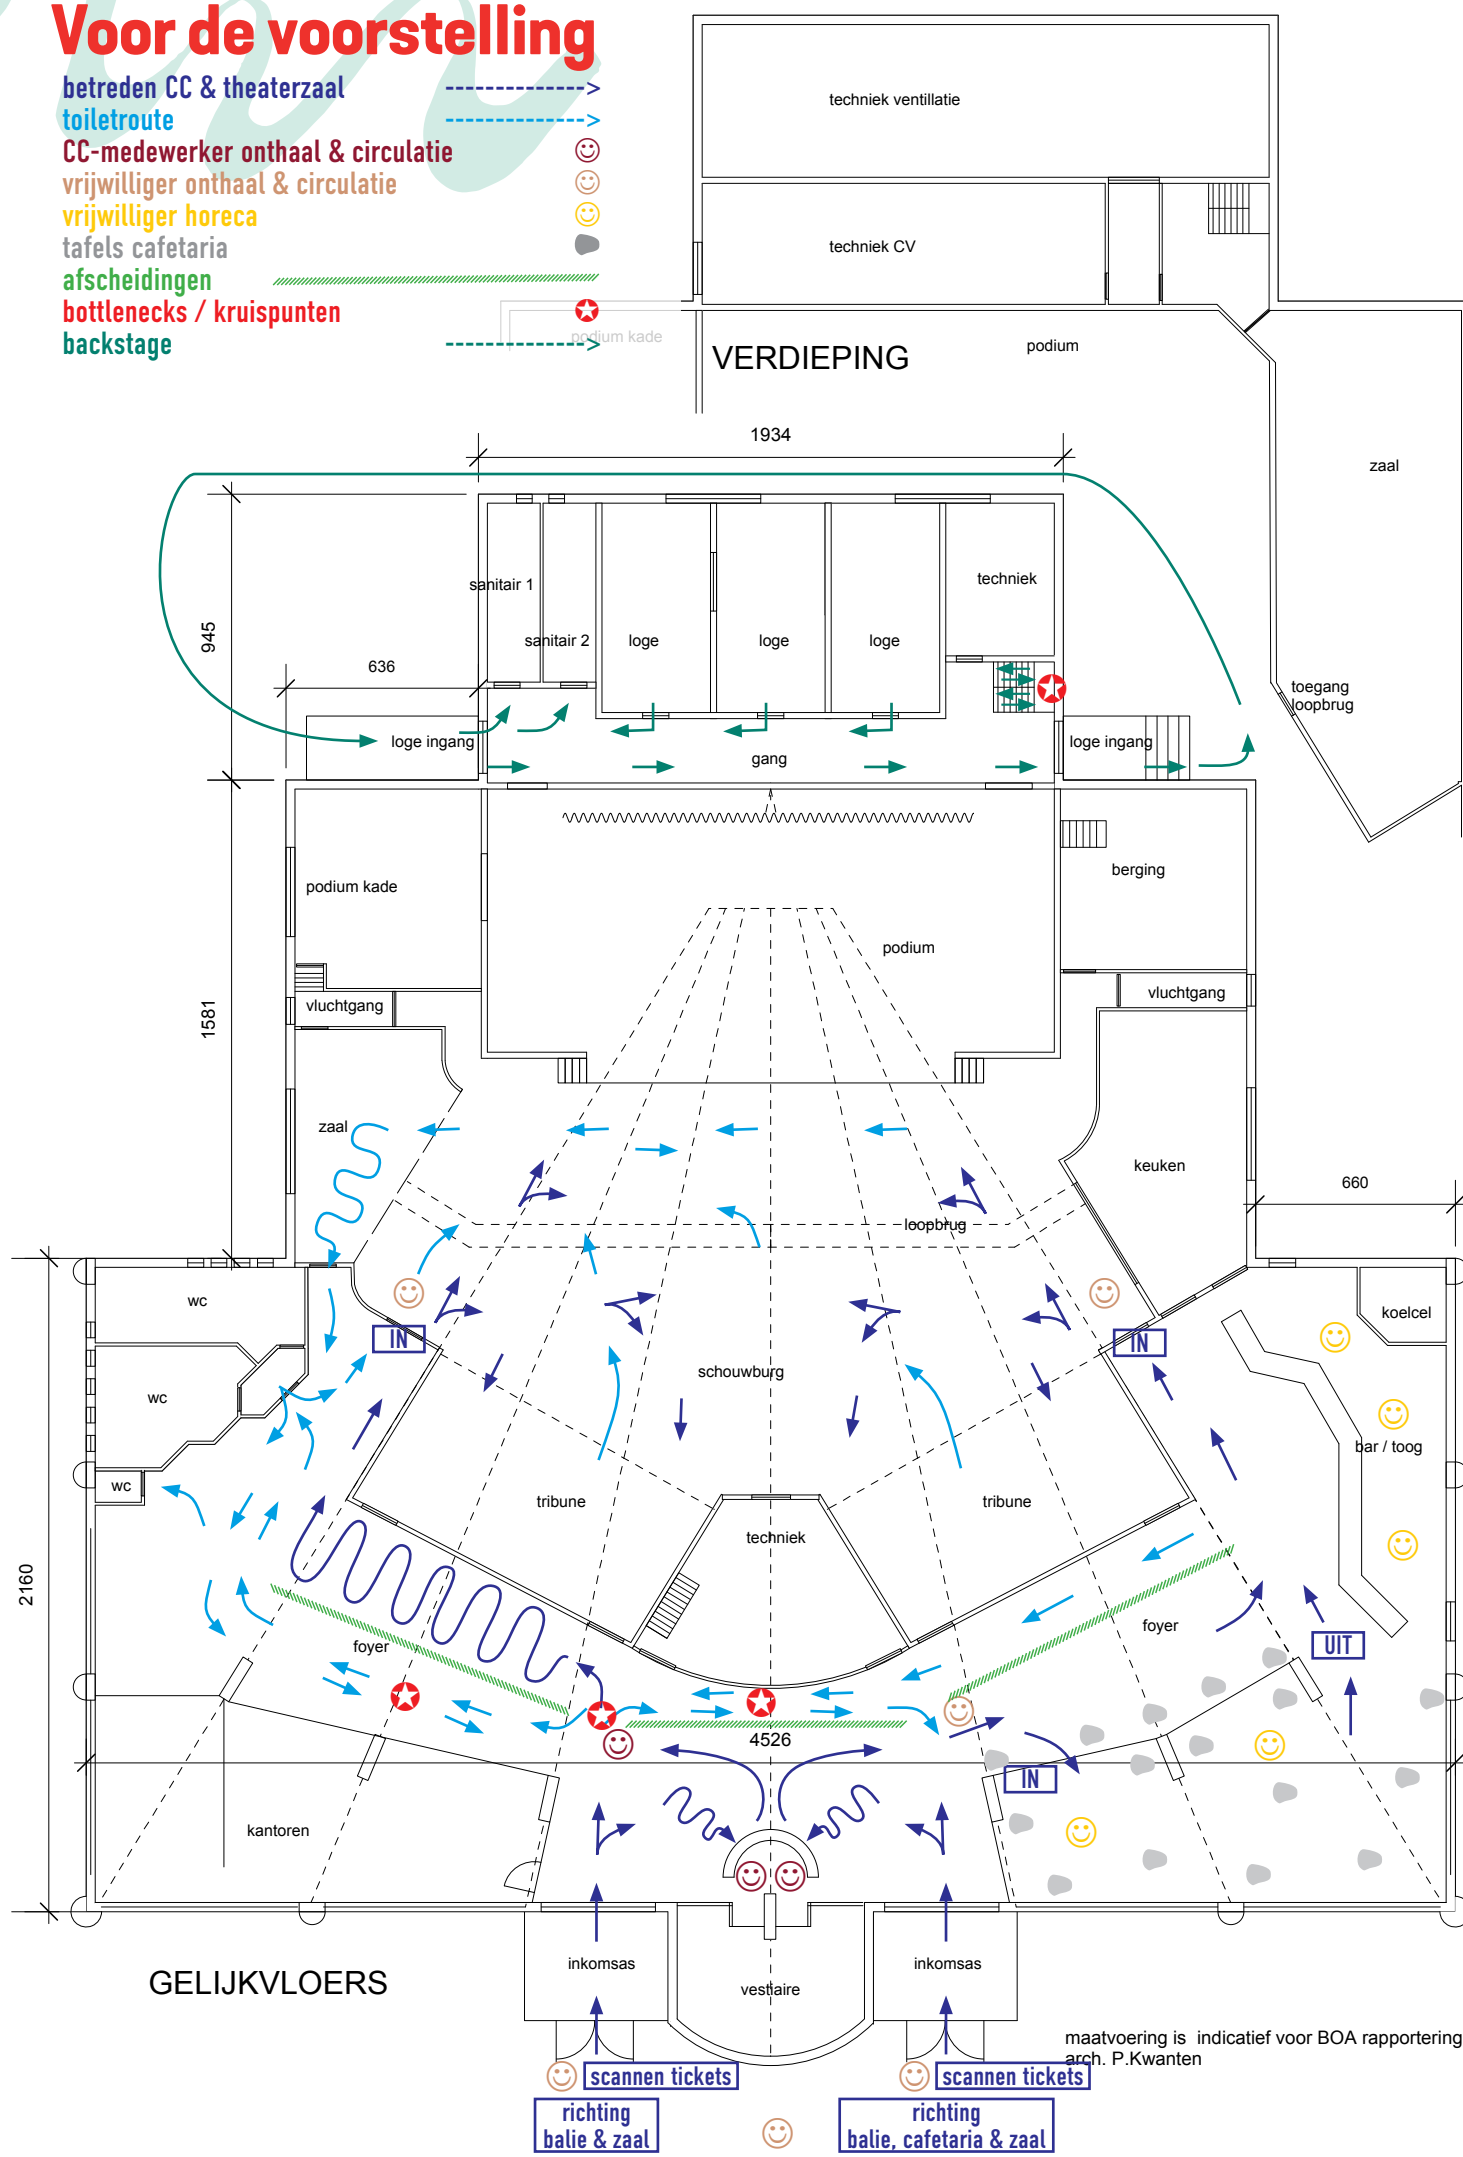 Voor de voorstelling
betreden CC & theaterzaal
toiletroute
CC-medewerker onthaal & circulatie
vrijwilliger onthaal & circulatie
vrijwilliger horeca
tafels cafetaria
afscheidingen
bottlenecks / kruispunten
backstage
podium kade
techniek ventillatie
techniek CV
VERDIEPING
podium
zaal
toegang
loopbrug
1934
945
636
sanitair 1
sanitair 2
loge
loge
loge
techniek
loge ingang
gang
loge ingang
podium kade
podium
berging
vluchtgang
vluchtgang
1581
zaal
keuken
660
loopbrug
wc
wc
wc
IN
IN
koelcel
schouwburg
bar / toog
tribune
techniek
tribune
2160
foyer
foyer
UIT
4526
IN
kantoren
inkomsas
vestiaire
inkomsas
GELIJKVLOERS
maatvoering is indicatief voor BOA rapportering
arch. P.Kwanten
scannen tickets
scannen tickets
richting
balie & zaal
richting
balie, cafetaria & zaal